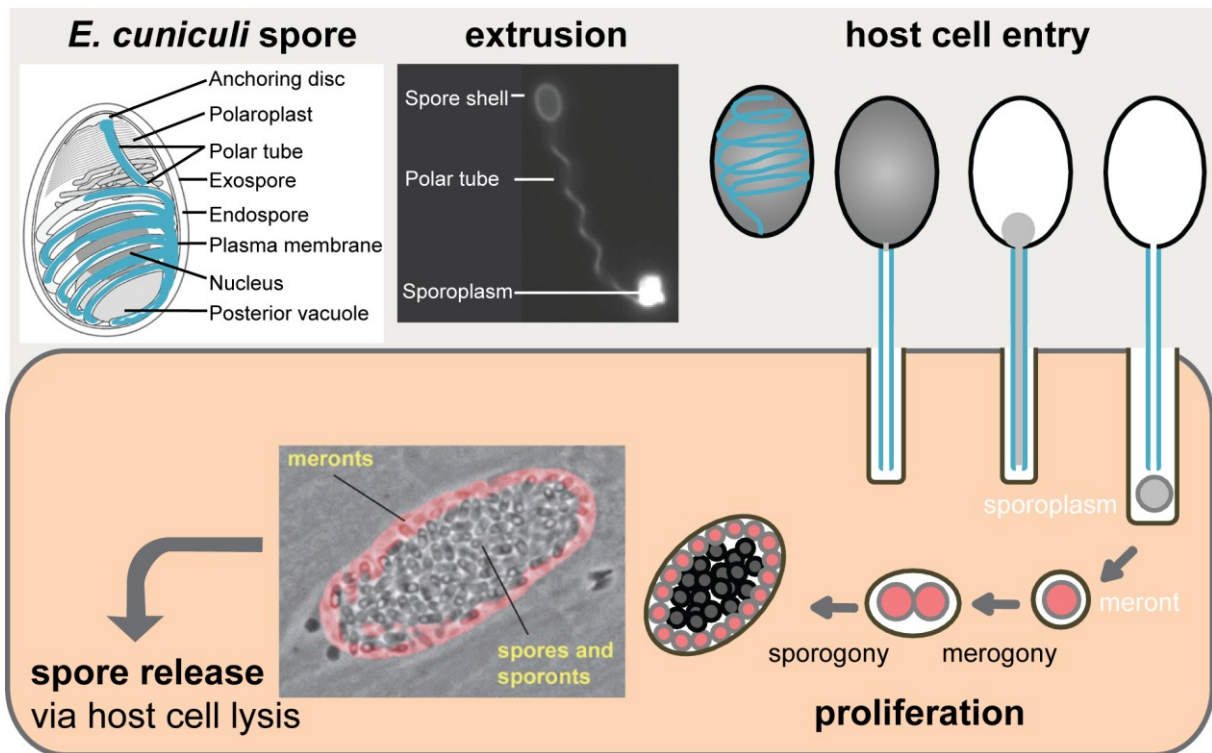 E. cuniculi spore
Anchoring disc
Polaroplast
Polar tube
Exospore
Endospore
Plasma membrane
Nucleus
Posterior vacuole
extrusion
Spore shell
Polar tube
Sporoplasm
host cell entry
sporoplasm
meront
merogony
sporogony
proliferation
meronts
spores and
sporonts
spore release
via host cell lysis